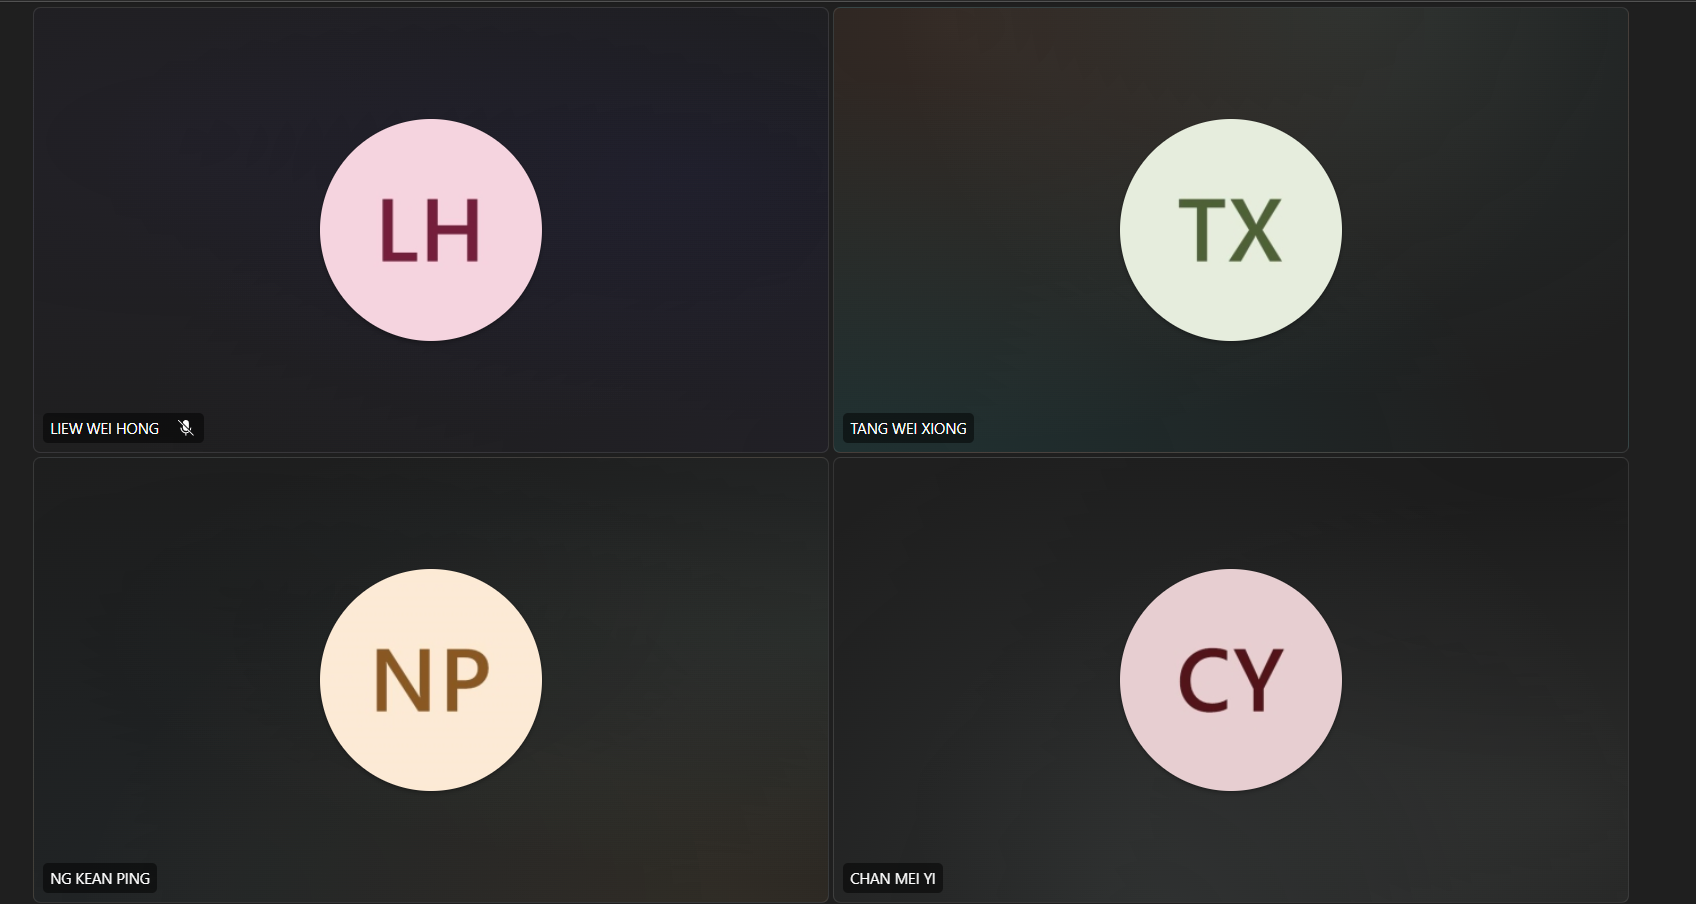 LH
LIEW WEI HONG
TX
TANG WEI XIONG
NP
NG KEAN PING
CY
CHAN MEI YI